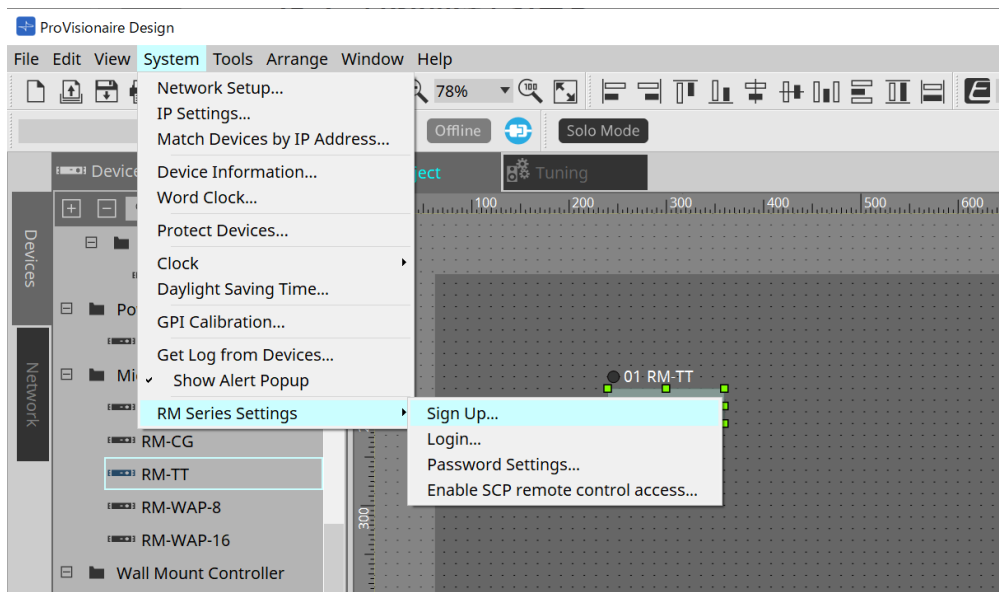 ProVisionaire Design
File Edit View System Tools Arrange Window Help
Network Setup...
IP Settings...
Match Devices by IP Address...
Device Information...
Word Clock...
Protect Devices...
Clock
Daylight Saving Time...
GPI Calibration...
Get Log from Devices...
Show Alert Popup
RM Series Settings
Sign Up...
Login...
Password Settings...
Enable SCP remote control access...
100
78%
Offline
Solo Mode
Device
ject
Tuning
100 200 300 400 500 600
Devices
Network
Po
Mi
RM-CG
RM-TT
RM-WAP-8
RM-WAP-16
Wall Mount Controller
300
01 RM-TT